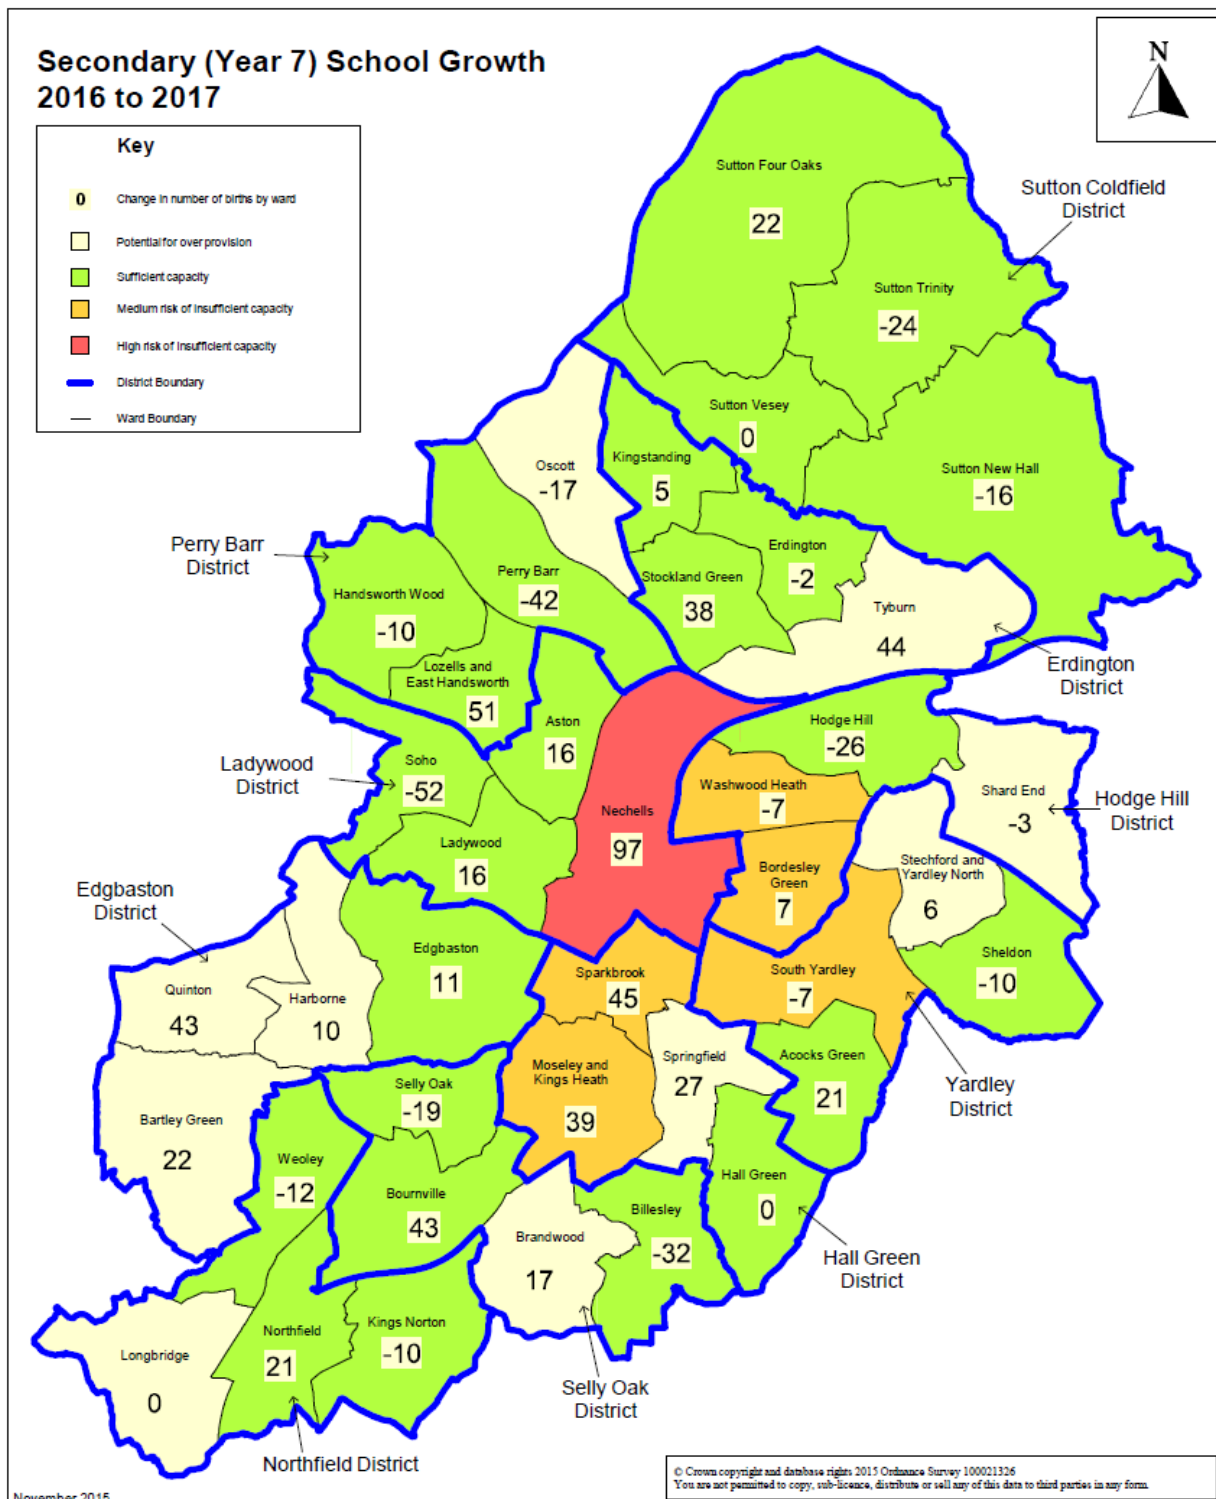 Secondary (Year 7) School Growth
2016 to 2017
N
Key
0 Change in number of births by ward
Potential for over provision
Sufficient capacity
Medium risk of insufficient capacity
High risk of insufficient capacity
District Boundary
Ward Boundary
Sutton Four Oaks
22
Sutton Coldfield
District
Sutton Trinity
-24
Sutton Vesey
0
Sutton New Hall
-16
Oscott
-17
Kingstanding
5
Perry Barr
District
Erdington
-2
Perry Barr
-42
Stockland Green
38
Handsworth Wood
-10
Tyburn
44
Erdington
District
Lozells and
East Handsworth
51
Aston
16
Hodge Hill
-26
Ladywood
District
Soho
-52
Washwood Heath
-7
Shard End
-3
Hodge Hill
District
Nechells
97
Ladywood
16
Bordesley
Green
7
Stechford and
Yardley North
6
Edgbaston
District
Edgbaston
11
Sparkbrook
45
South Yardley
-7
Sheldon
-10
Quinton
43
Harborne
10
Moseley and
Kings Heath
39
Springfield
27
Acocks Green
21
Yardley
District
Selly Oak
-19
Bartley Green
22
Weoley
-12
Bournville
43
Hall Green
0
Billesley
-32
Brandwood
17
Hall Green
District
Longbridge
0
Northfield
21
Kings Norton
-10
Selly Oak
District
Northfield District
© Crown copyright and database rights 2015 Ordnance Survey 100021326
You are not permitted to copy, sub-licence, distribute or sell any of this data to third parties in any form.
November 2015